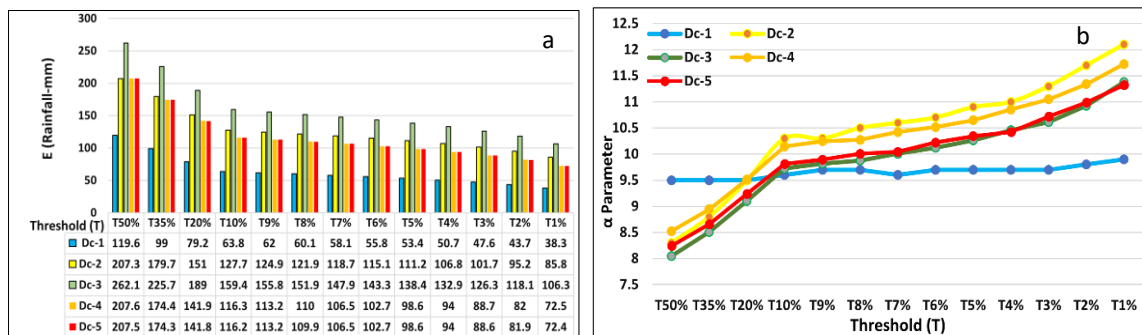 300
250
200
150
100
50
0
E (Rainfall-mm)
a
Threshold (T) T50% T35% T20% T10% T9% T8% T7% T6% T5% T4% T3% T2% T1%
Dc-1 119.6 99 79.2 63.8 62 60.1 58.1 55.8 53.4 50.7 47.6 43.7 38.3
Dc-2 207.3 179.7 151 127.7 124.9 121.9 118.7 115.1 111.2 106.8 101.7 95.2 85.8
Dc-3 262.1 225.7 189 159.4 155.8 151.9 147.9 143.3 138.4 132.9 126.3 118.1 106.3
Dc-4 207.6 174.4 141.9 116.3 113.2 110 106.5 102.7 98.6 94 88.7 82 72.5
Dc-5 207.5 174.3 141.8 116.2 113.2 109.9 106.5 102.7 98.6 94 88.6 81.9 72.4
b
Dc-1 Dc-2
Dc-3 Dc-4
Dc-5
12.5
12
11.5
11
10.5
10
9.5
9
8.5
8
7.5
α Parameter
T50% T35% T20% T10% T9% T8% T7% T6% T5% T4% T3% T2% T1%
Threshold (T)